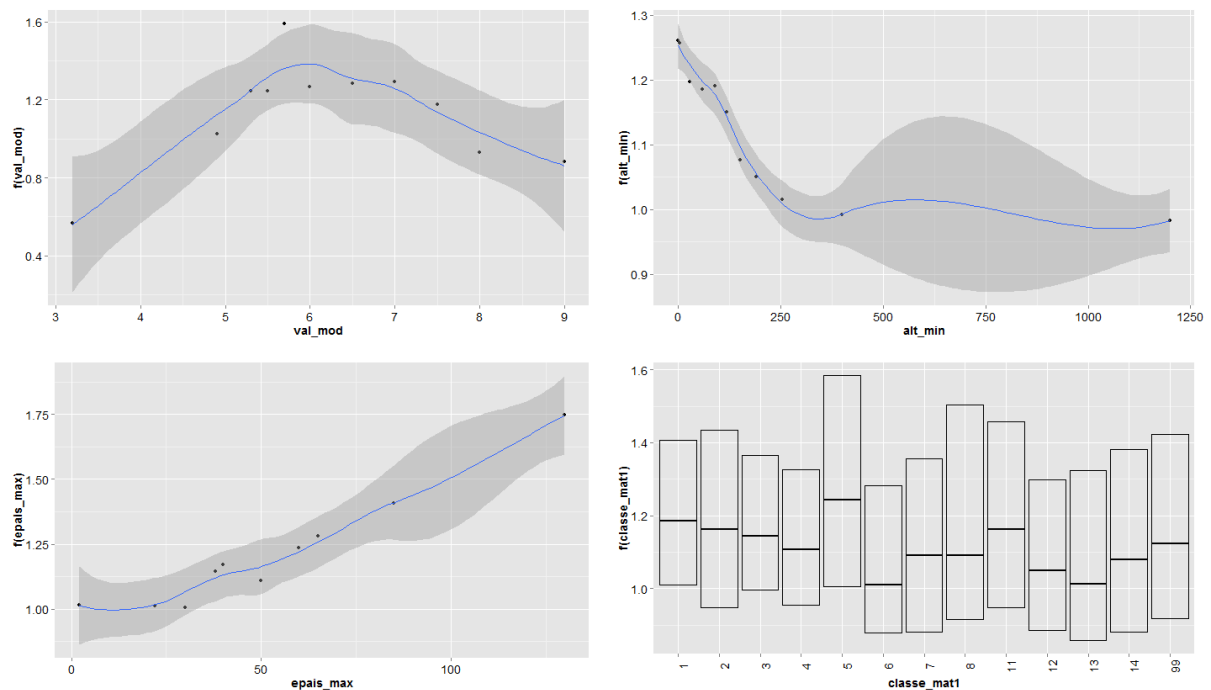 f(val_mod)
1.6
1.2
0.8
0.4
3 4 5 6 7 8 9
val_mod
f(alt_min)
1.3
1.2
1.1
1.0
0.9
0 250 500 750 1000 1250
alt_min
f(epais_max)
1.75
1.50
1.25
1.00
0 50 100
epais_max
f(classe_mat1)
1.6
1.4
1.2
1.0
1 2 3 4 5 6 7 8 11 12 13 14 99
classe_mat1